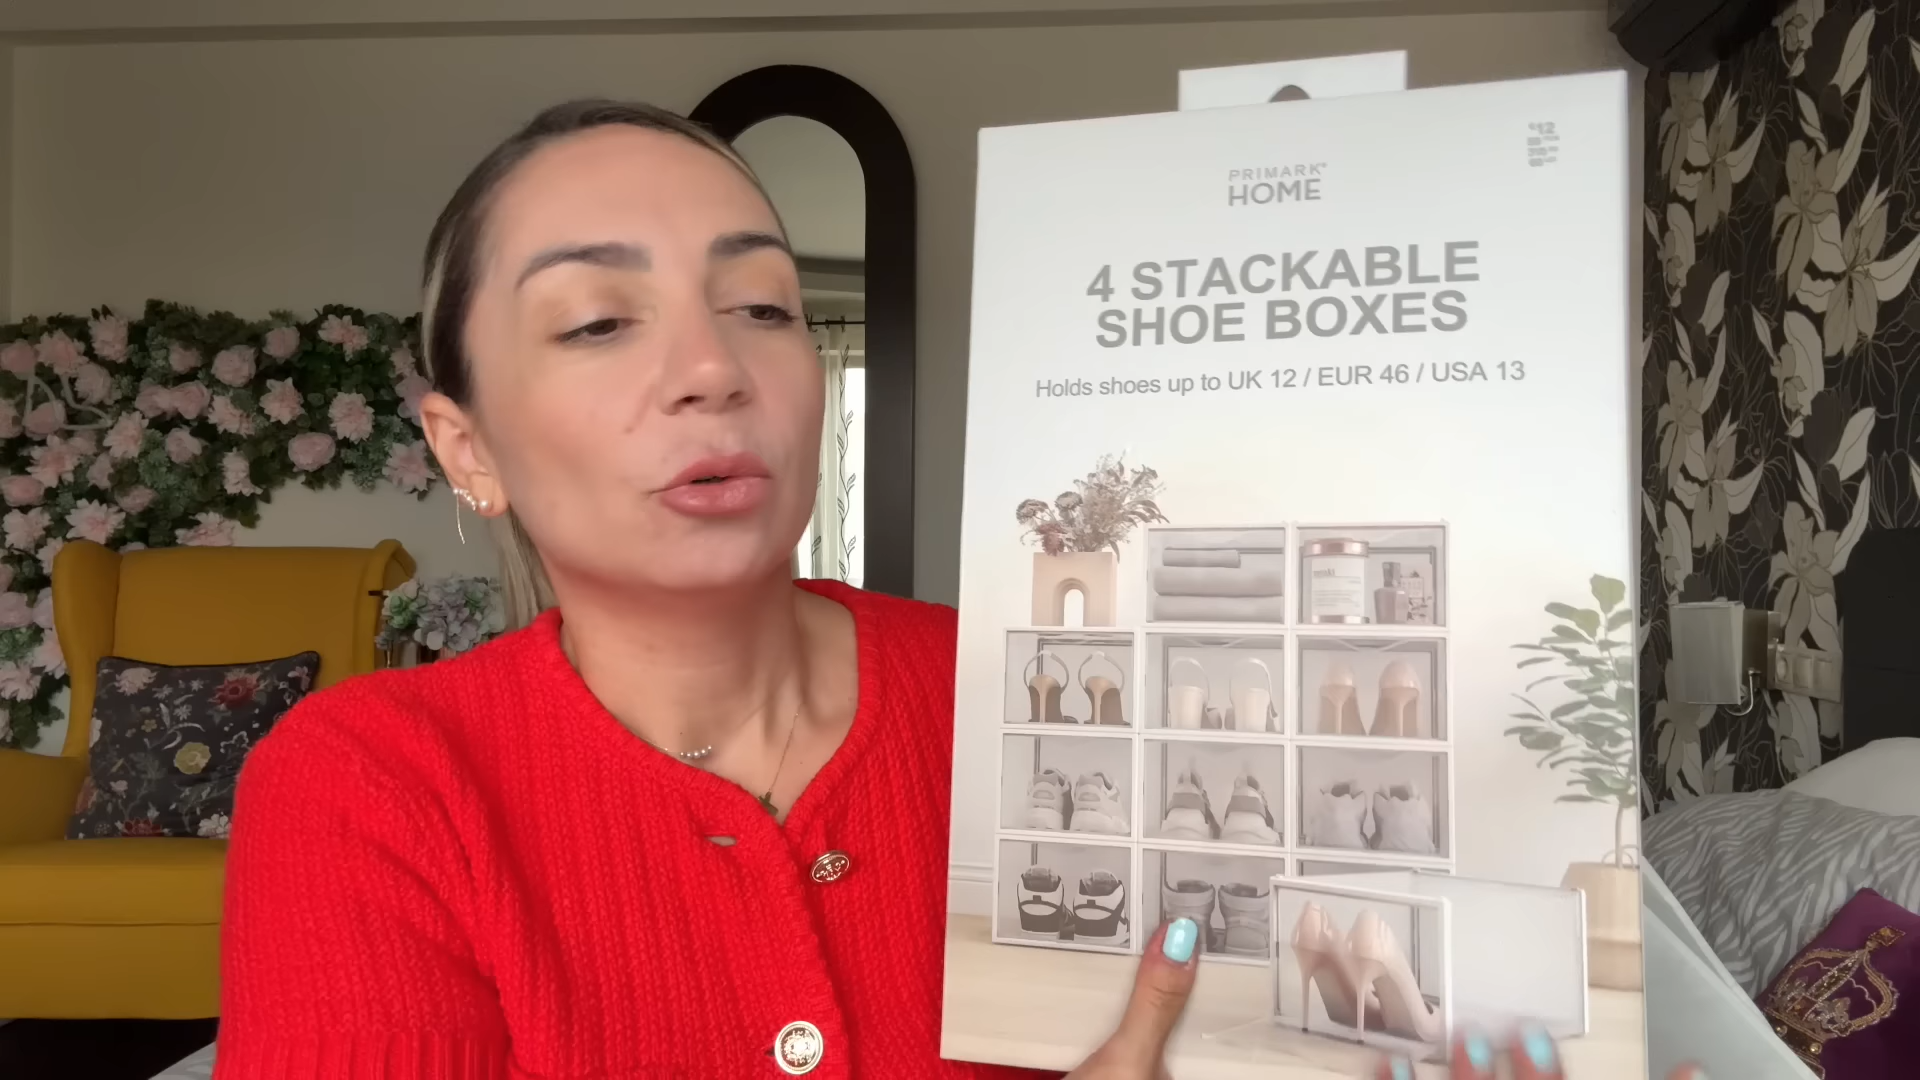 PRIMARK®
HOME
4 STACKABLE
SHOE BOXES
Holds shoes up to UK 12 / EUR 46 / USA 13